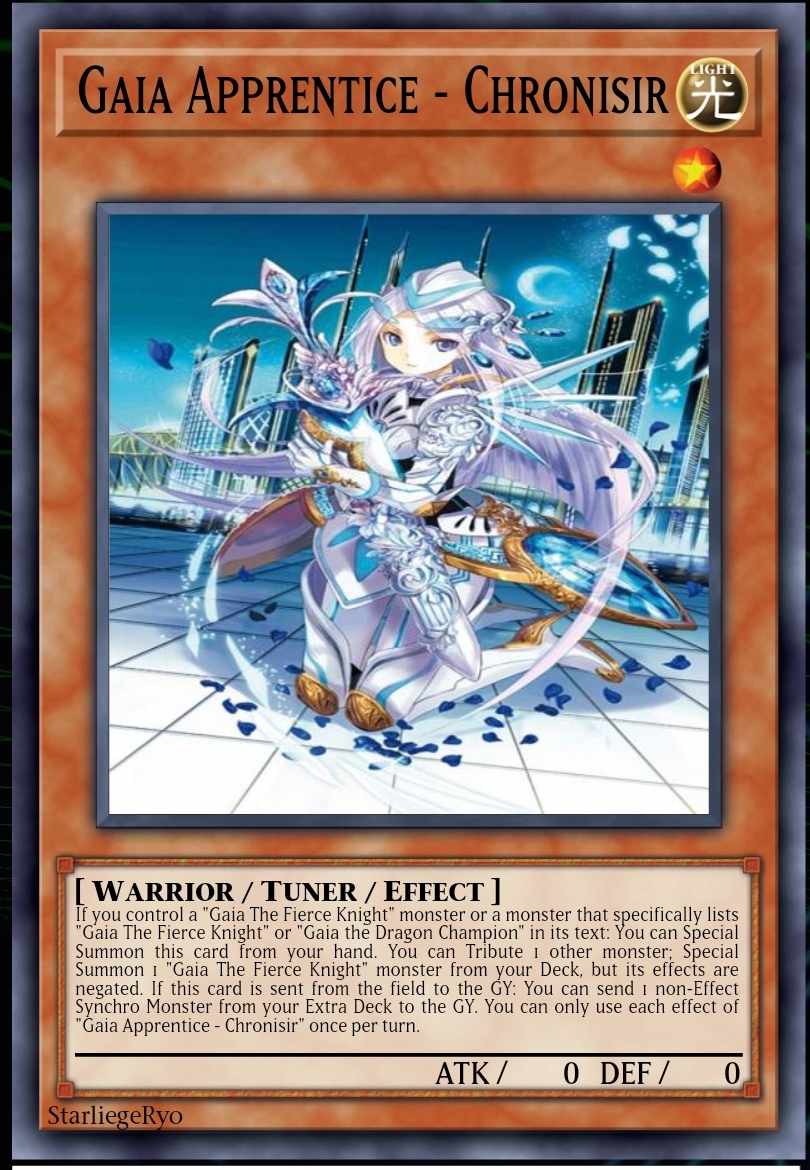 Gaia Apprentice - Chronisir
LIGHT
光
[ Warrior / Tuner / Effect ]
If you control a "Gaia The Fierce Knight" monster or a monster that specifically lists
"Gaia The Fierce Knight" or "Gaia the Dragon Champion" in its text: You can Special
Summon this card from your hand. You can Tribute 1 other monster; Special
Summon 1 "Gaia The Fierce Knight" monster from your Deck, but its effects are
negated. If this card is sent from the field to the GY: You can send 1 non-Effect
Synchro Monster from your Extra Deck to the GY. You can only use each effect of
"Gaia Apprentice - Chronisir" once per turn.
ATK / 0 DEF / 0
StarliegeRyo